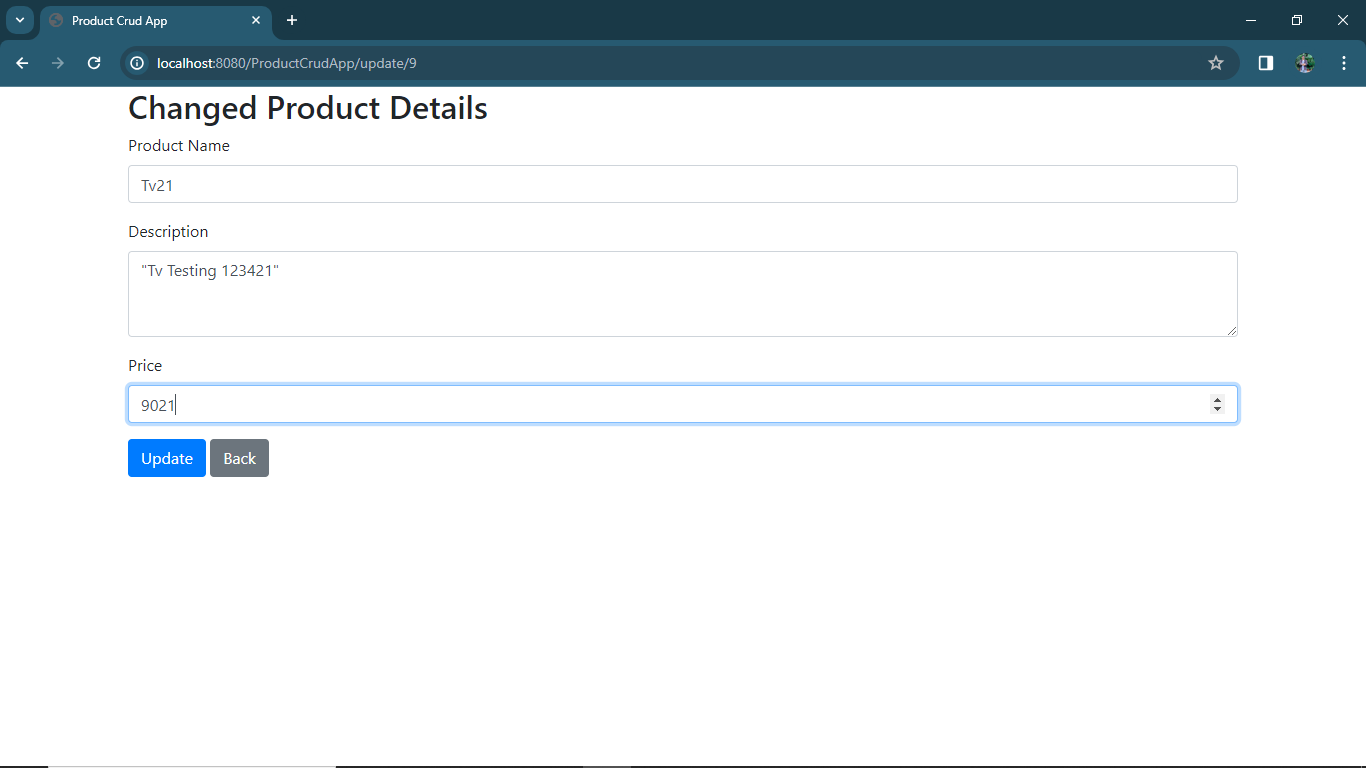 Product Crud App
localhost:8080/ProductCrudApp/update/9
Changed Product Details
Product Name
Tv21
Description
"Tv Testing 123421"
Price
9021
Update Back